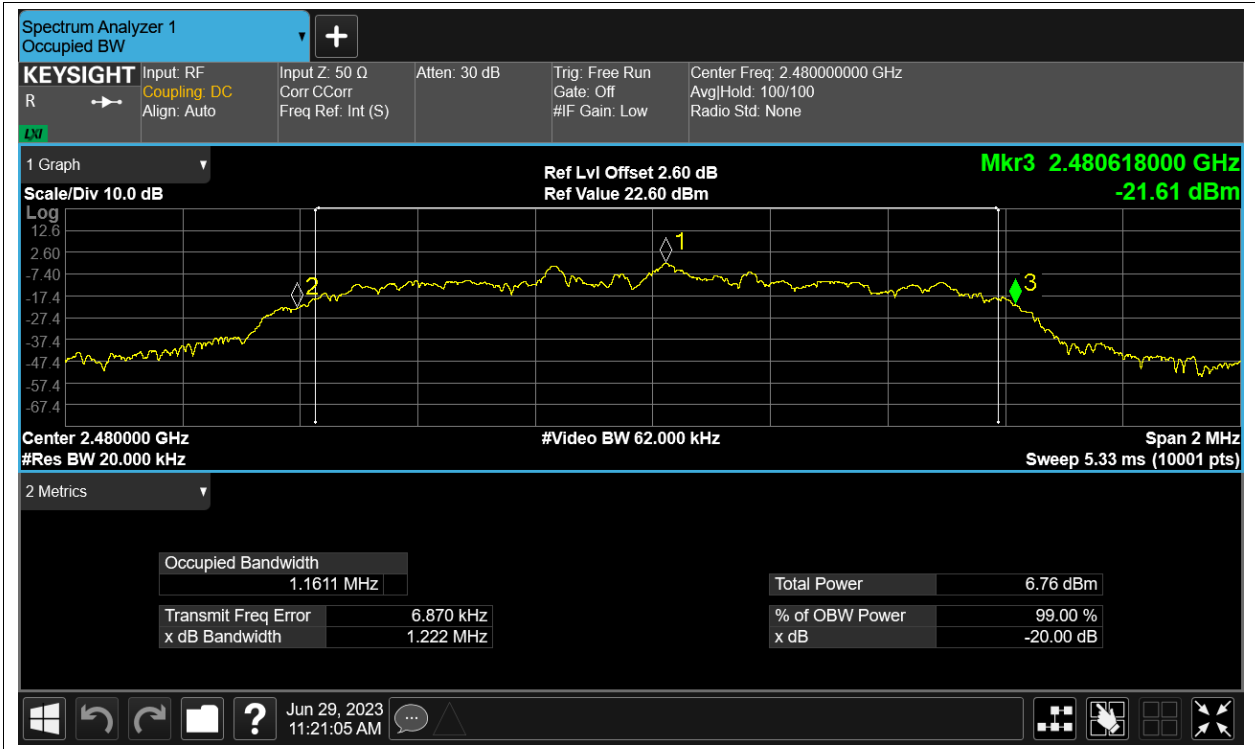 Spectrum Analyzer 1
Occupied BW
KEYSIGHT
R
LXI
Input: RF
Coupling: DC
Align: Auto
Input Z: 50 Ω
Corr CCorr
Freq Ref: Int (S)
Atten: 30 dB
Trig: Free Run
Gate: Off
#IF Gain: Low
Center Freq: 2.480000000 GHz
Avg|Hold: 100/100
Radio Std: None
1 Graph
Scale/Div 10.0 dB
Ref Lvl Offset 2.60 dB
Ref Value 22.60 dBm
Mkr3 2.480618000 GHz
-21.61 dBm
Log
12.6
2.60
-7.40
-17.4
-27.4
-37.4
-47.4
-57.4
-67.4
1
2
3
Center 2.480000 GHz
#Res BW 20.000 kHz
#Video BW 62.000 kHz
Span 2 MHz
Sweep 5.33 ms (10001 pts)
2 Metrics
Occupied Bandwidth
1.1611 MHz
Transmit Freq Error 6.870 kHz
x dB Bandwidth 1.222 MHz
Total Power 6.76 dBm
% of OBW Power 99.00 %
x dB -20.00 dB
?
Jun 29, 2023
11:21:05 AM